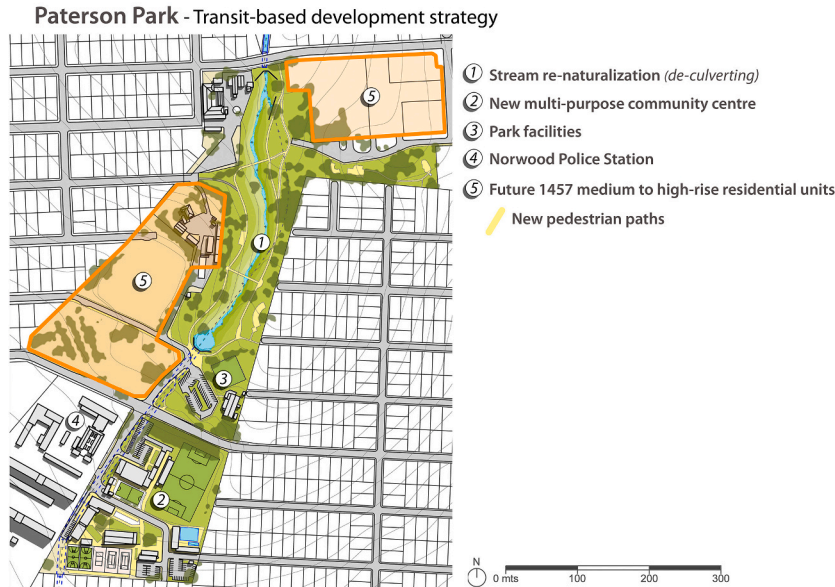 Paterson Park - Transit-based development strategy
1 Stream re-naturalization (de-culverting)
2 New multi-purpose community centre
3 Park facilities
4 Norwood Police Station
5 Future 1457 medium to high-rise residential units
New pedestrian paths
5
1
5
3
4
2
N
0 mts 100 200 300